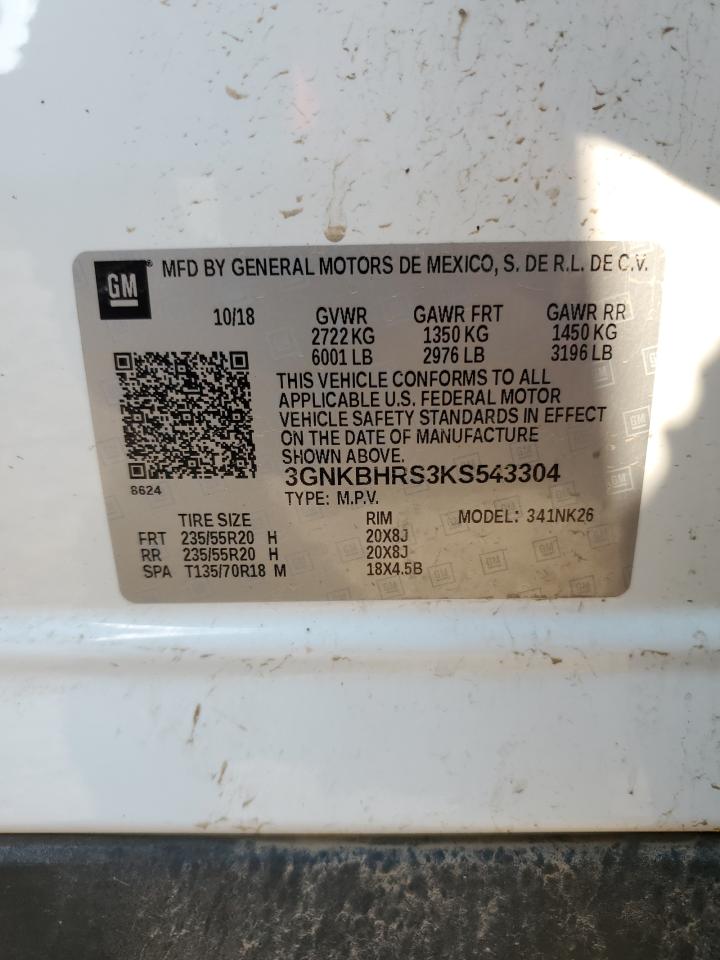 GM® MFD BY GENERAL MOTORS DE MEXICO, S. DE R.L. DE C.V.
10/18 GVWR GAWR FRT GAWR RR
2722 KG 1350 KG 1450 KG
6001 LB 2976 LB 3196 LB
THIS VEHICLE CONFORMS TO ALL
APPLICABLE U.S. FEDERAL MOTOR
VEHICLE SAFETY STANDARDS IN EFFECT
ON THE DATE OF MANUFACTURE
SHOWN ABOVE.
3GNKBHRS3KS543304
8624
TYPE: M.P.V.
TIRE SIZE RIM MODEL: 341NK26
FRT 235/55R20 H 20X8J
RR 235/55R20 H 20X8J
SPA T135/70R18 M 18X4.5B